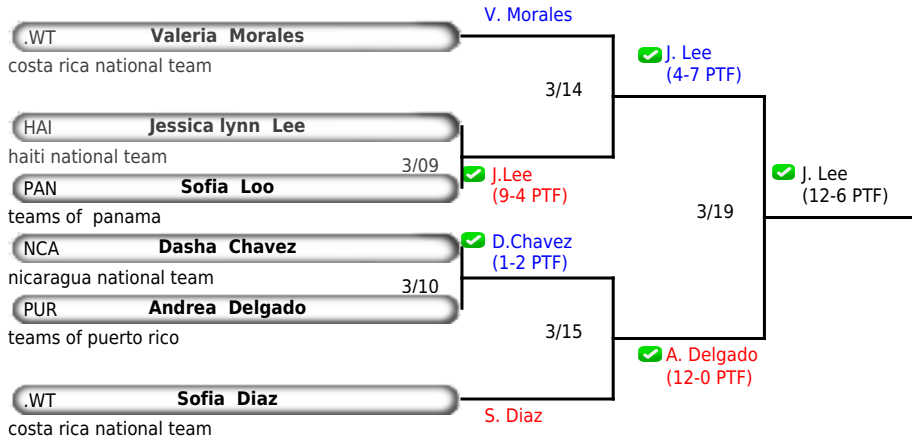 V. Morales
.WT Valeria Morales
costa rica national team
J. Lee
(4-7 PTF)
3/14
HAI Jessica lynn Lee
haiti national team
3/09
J.Lee
(9-4 PTF)
PAN Sofia Loo
teams of panama
J. Lee
(12-6 PTF)
3/19
NCA Dasha Chavez
nicaragua national team
D.Chavez
(1-2 PTF)
3/10
PUR Andrea Delgado
teams of puerto rico
3/15
A. Delgado
(12-0 PTF)
.WT Sofia Diaz
costa rica national team
S. Diaz